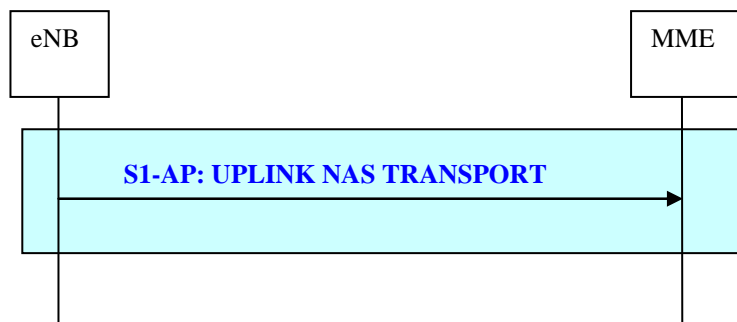 eNB
MME
S1-AP: UPLINK NAS TRANSPORT